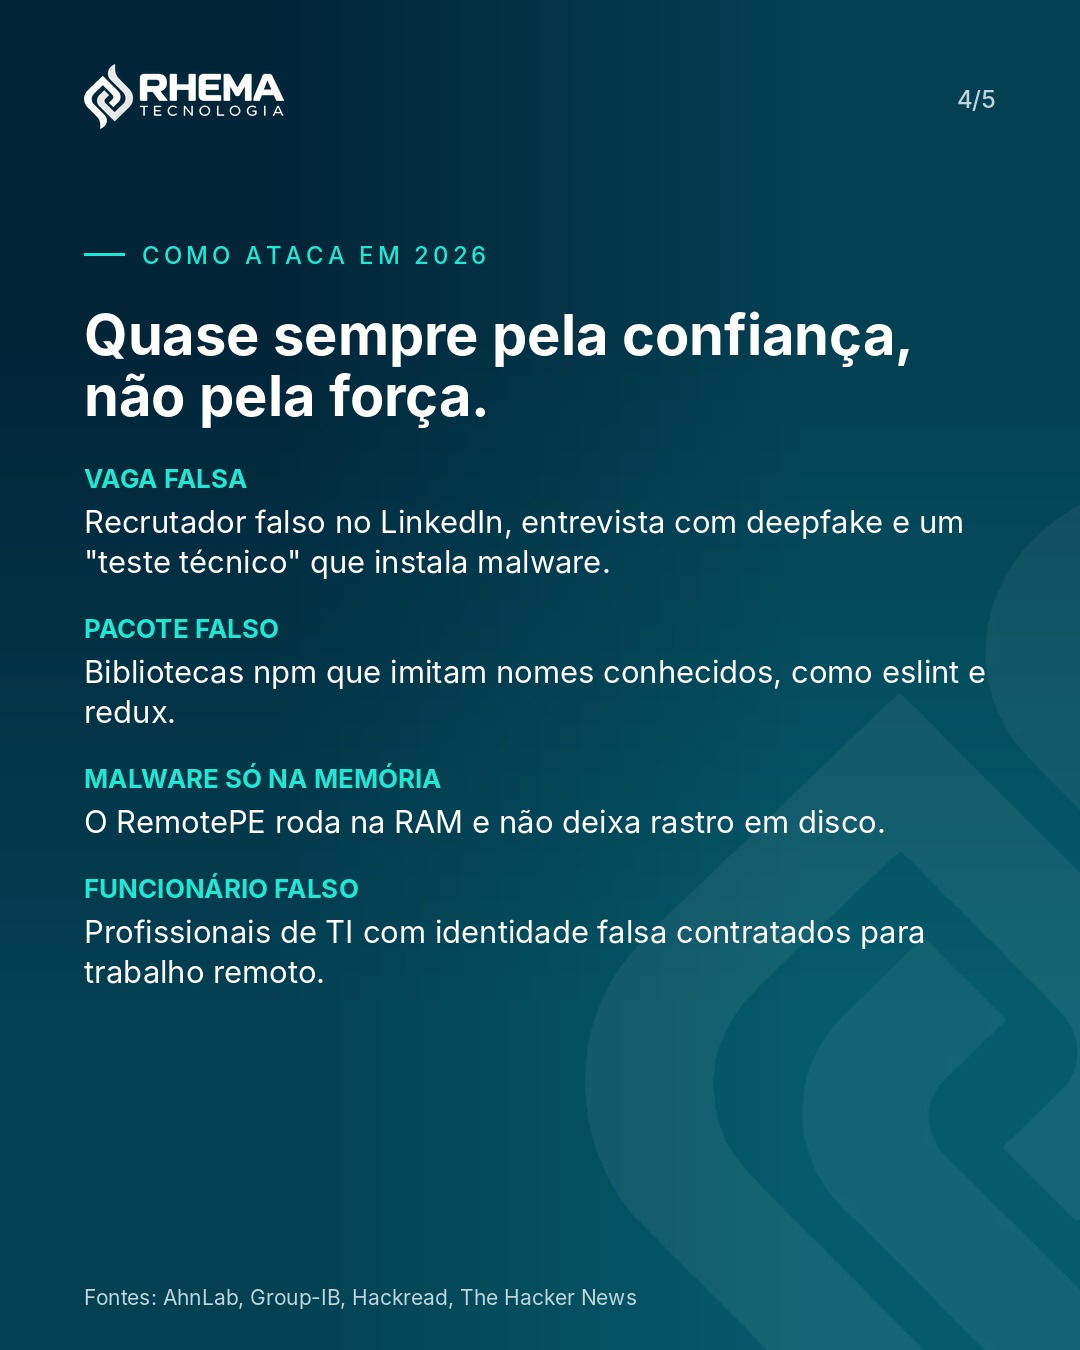 RHEMA
TECNOLOGIA
4/5
COMO ATACA EM 2026
Quase sempre pela confiança,
não pela força.
VAGA FALSA
Recrutador falso no LinkedIn, entrevista com deepfake e um
"teste técnico" que instala malware.
PACOTE FALSO
Bibliotecas npm que imitam nomes conhecidos, como eslint e
redux.
MALWARE SÓ NA MEMÓRIA
O RemotePE roda na RAM e não deixa rastro em disco.
FUNCIONÁRIO FALSO
Profissionais de TI com identidade falsa contratados para
trabalho remoto.
Fontes: AhnLab, Group-IB, Hackread, The Hacker News